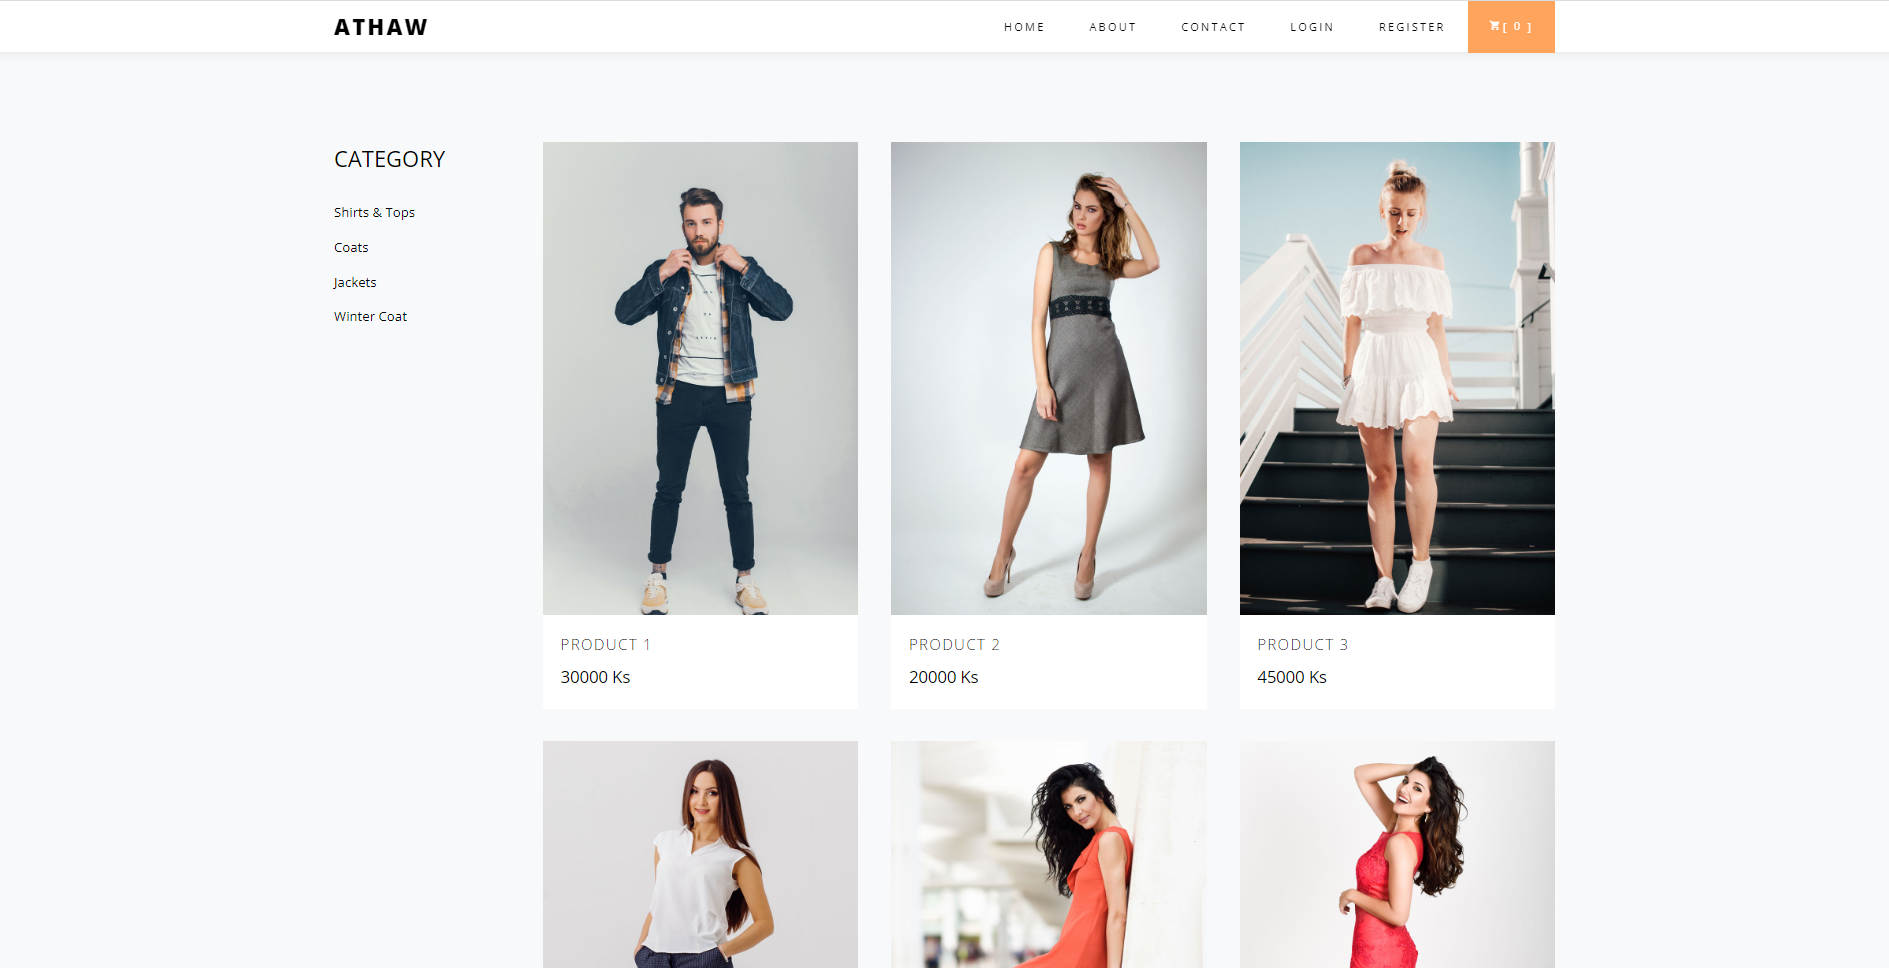 ATHAW
HOME ABOUT CONTACT LOGIN REGISTER [ 0 ]
CATEGORY
Shirts & Tops
Coats
Jackets
Winter Coat
PRODUCT 1
30000 Ks
PRODUCT 2
20000 Ks
PRODUCT 3
45000 Ks